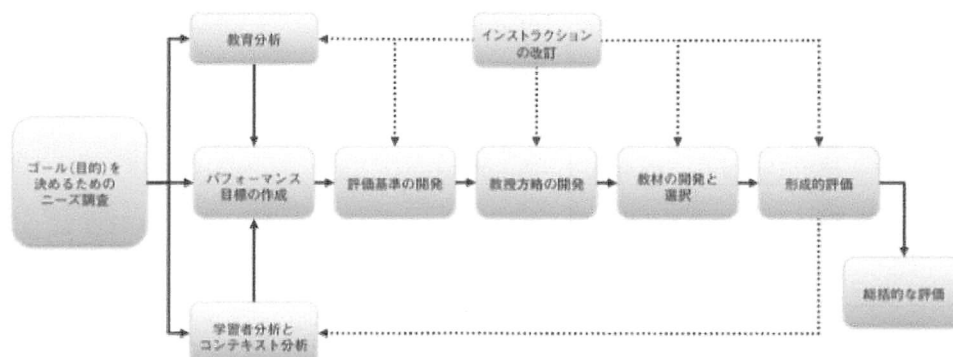 教育分析
インストラクション
の改訂
ゴール(目的)を
決めるための
ニーズ調査
パフォーマンス
目標の作成
評価基準の開発
教授方略の開発
教材の開発と
選択
形成的評価
総括的な評価
学習者分析と
コンテキスト分析